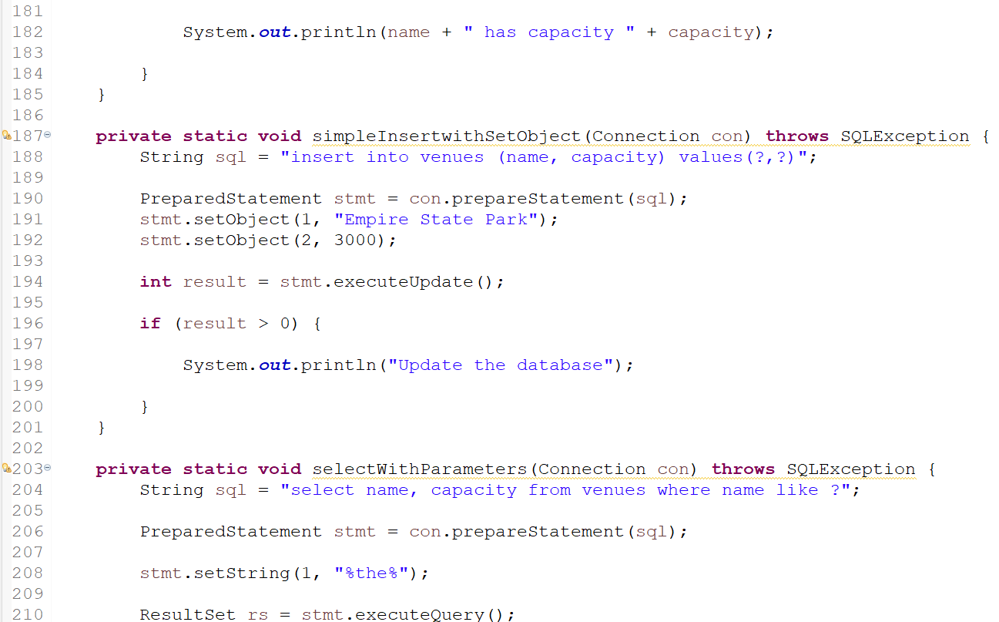 181
182 System.out.println(name + " has capacity " + capacity);
183
184 }
185 }
186
187 private static void simpleInsertwithSetObject(Connection con) throws SQLException {
188 String sql = "insert into venues (name, capacity) values(?,?)";
189
190 PreparedStatement stmt = con.prepareStatement(sql);
191 stmt.setObject(1, "Empire State Park");
192 stmt.setObject(2, 3000);
193
194 int result = stmt.executeUpdate();
195
196 if (result > 0) {
197
198 System.out.println("Update the database");
199
200 }
201 }
202
203 private static void selectWithParameters(Connection con) throws SQLException {
204 String sql = "select name, capacity from venues where name like ?";
205
206 PreparedStatement stmt = con.prepareStatement(sql);
207
208 stmt.setString(1, "%the%");
209
210 ResultSet rs = stmt.executeQuery();